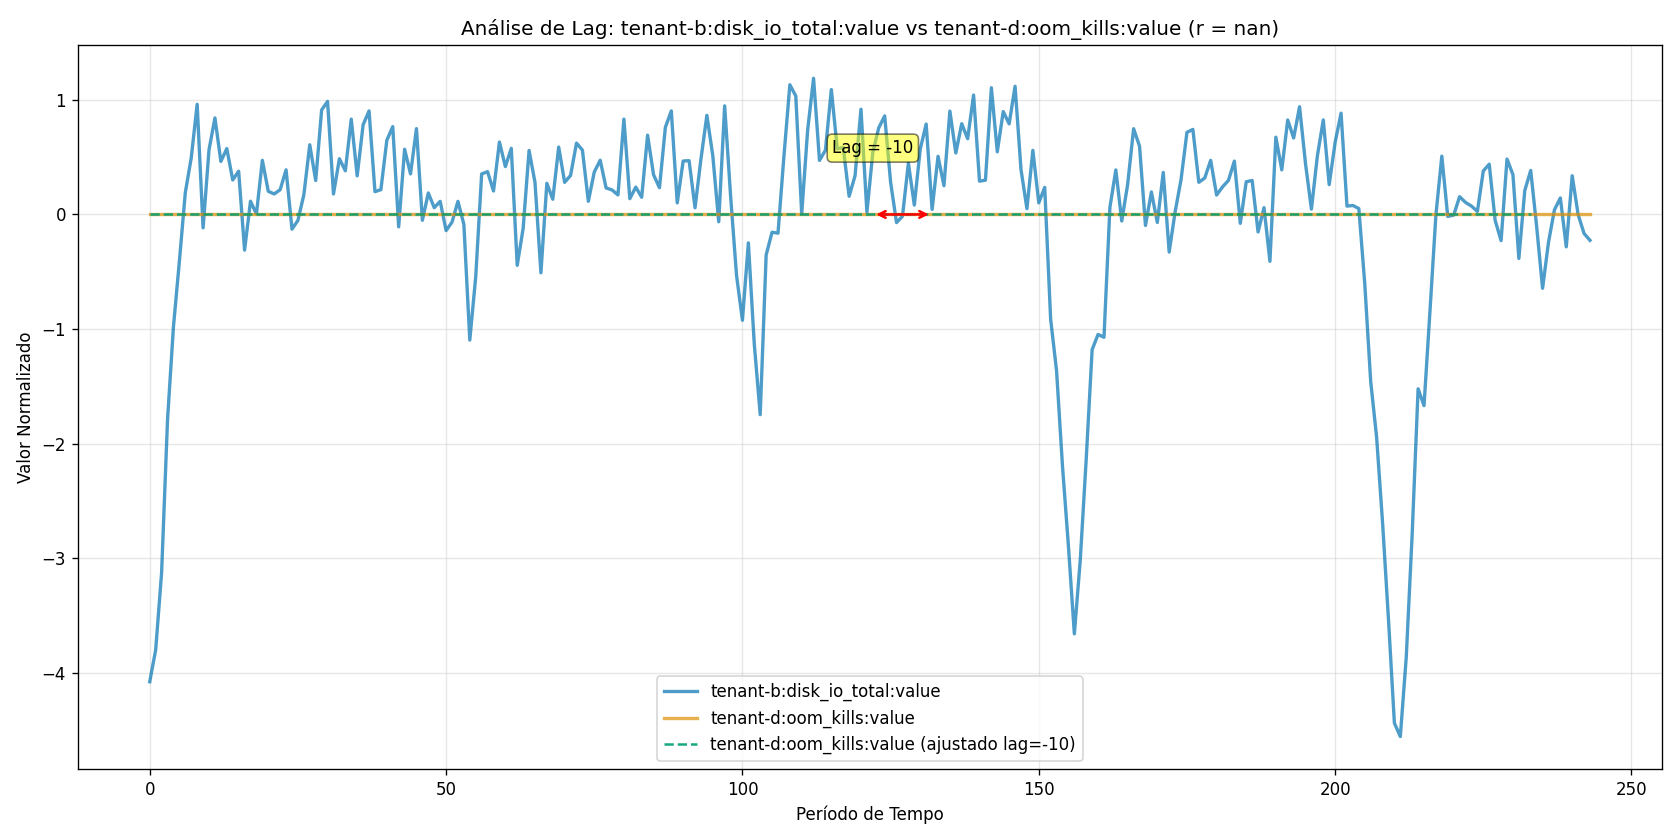 Análise de Lag: tenant-b:disk_io_total:value vs tenant-d:oom_kills:value (r = nan)
Valor Normalizado
1
0
−1
−2
−3
−4
Lag = -10
tenant-b:disk_io_total:value
tenant-d:oom_kills:value
tenant-d:oom_kills:value (ajustado lag=-10)
0 50 100 150 200 250
Período de Tempo